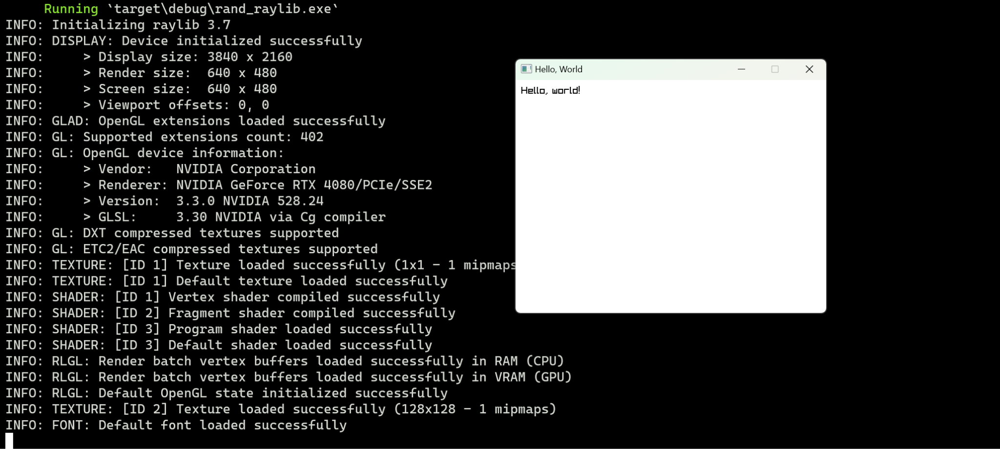 Running `target\debug\rand_raylib.exe`
INFO: Initializing raylib 3.7
INFO: DISPLAY: Device initialized successfully
INFO:     > Display size: 3840 x 2160
INFO:     > Render size:  640 x 480
INFO:     > Screen size:  640 x 480
INFO:     > Viewport offsets: 0, 0
INFO: GLAD: OpenGL extensions loaded successfully
INFO: GL: Supported extensions count: 402
INFO: GL: OpenGL device information:
INFO:     > Vendor:   NVIDIA Corporation
INFO:     > Renderer: NVIDIA GeForce RTX 4080/PCIe/SSE2
INFO:     > Version:  3.3.0 NVIDIA 528.24
INFO:     > GLSL:     3.30 NVIDIA via Cg compiler
INFO: GL: DXT compressed textures supported
INFO: GL: ETC2/EAC compressed textures supported
INFO: TEXTURE: [ID 1] Texture loaded successfully (1x1 - 1 mipmaps
INFO: TEXTURE: [ID 1] Default texture loaded successfully
INFO: SHADER: [ID 1] Vertex shader compiled successfully
INFO: SHADER: [ID 2] Fragment shader compiled successfully
INFO: SHADER: [ID 3] Program shader loaded successfully
INFO: SHADER: [ID 3] Default shader loaded successfully
INFO: RLGL: Render batch vertex buffers loaded successfully in RAM (CPU)
INFO: RLGL: Render batch vertex buffers loaded successfully in VRAM (GPU)
INFO: RLGL: Default OpenGL state initialized successfully
INFO: TEXTURE: [ID 2] Texture loaded successfully (128x128 - 1 mipmaps)
INFO: FONT: Default font loaded successfully
Hello, World
Hello, world!